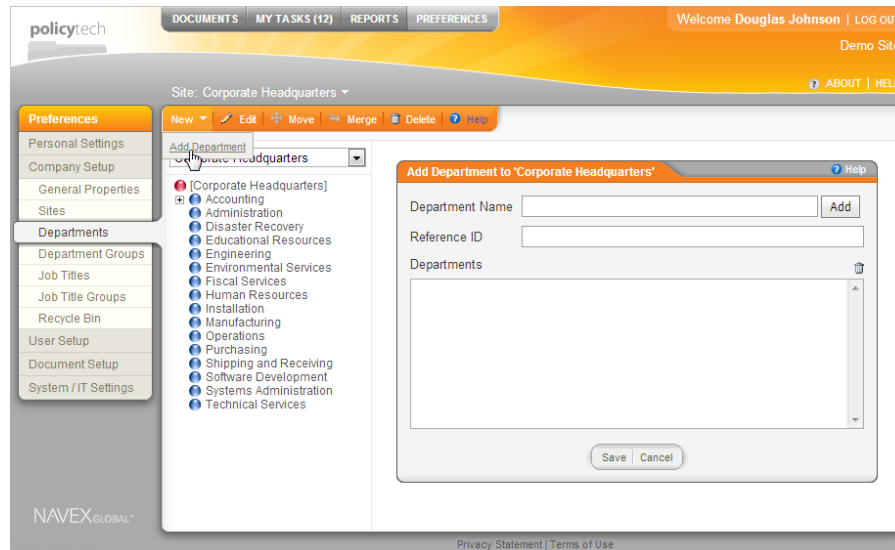 policytech
DOCUMENTS MY TASKS (12) REPORTS PREFERENCES
Welcome Douglas Johnson | LOG OUT
Demo Site
ABOUT | HEL
Site: Corporate Headquarters
Preferences
Personal Settings
Company Setup
General Properties
Sites
Departments
Department Groups
Job Titles
Job Title Groups
Recycle Bin
User Setup
Document Setup
System / IT Settings
New Edit Move Merge Delete Help
Add Department
Corporate Headquarters
[Corporate Headquarters]
Accounting
Administration
Disaster Recovery
Educational Resources
Engineering
Environmental Services
Fiscal Services
Human Resources
Installation
Manufacturing
Operations
Purchasing
Shipping and Receiving
Software Development
Systems Administration
Technical Services
Add Department to 'Corporate Headquarters' Help
Department Name Add
Reference ID
Departments
Save | Cancel
NAVEX GLOBAL
Privacy Statement | Terms of Use